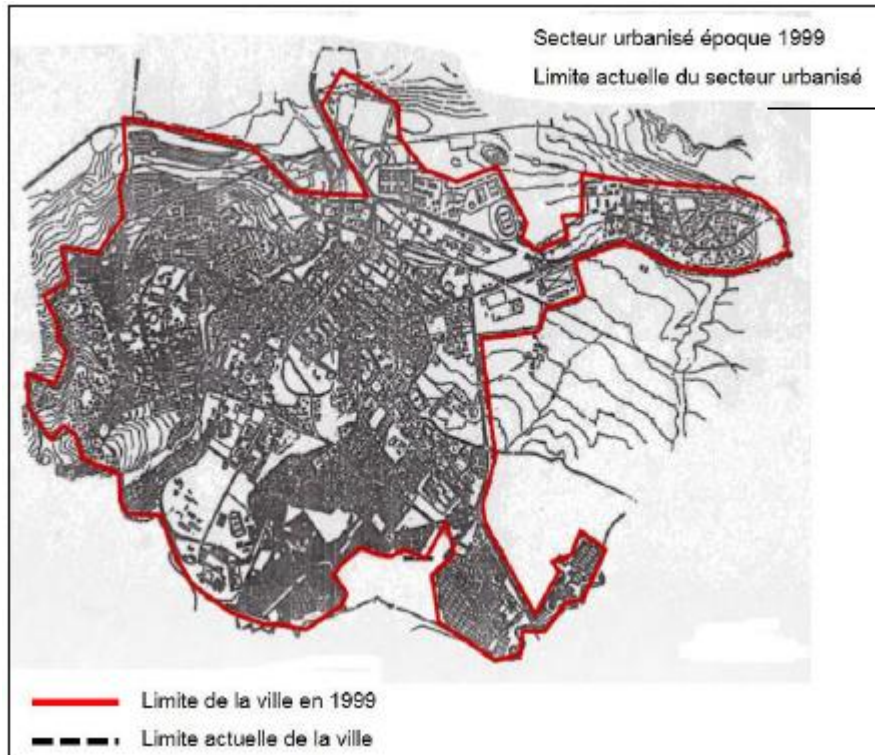 Secteur urbanisé époque 1999
Limite actuelle du secteur urbanisé
Limite de la ville en 1999
Limite actuelle de la ville